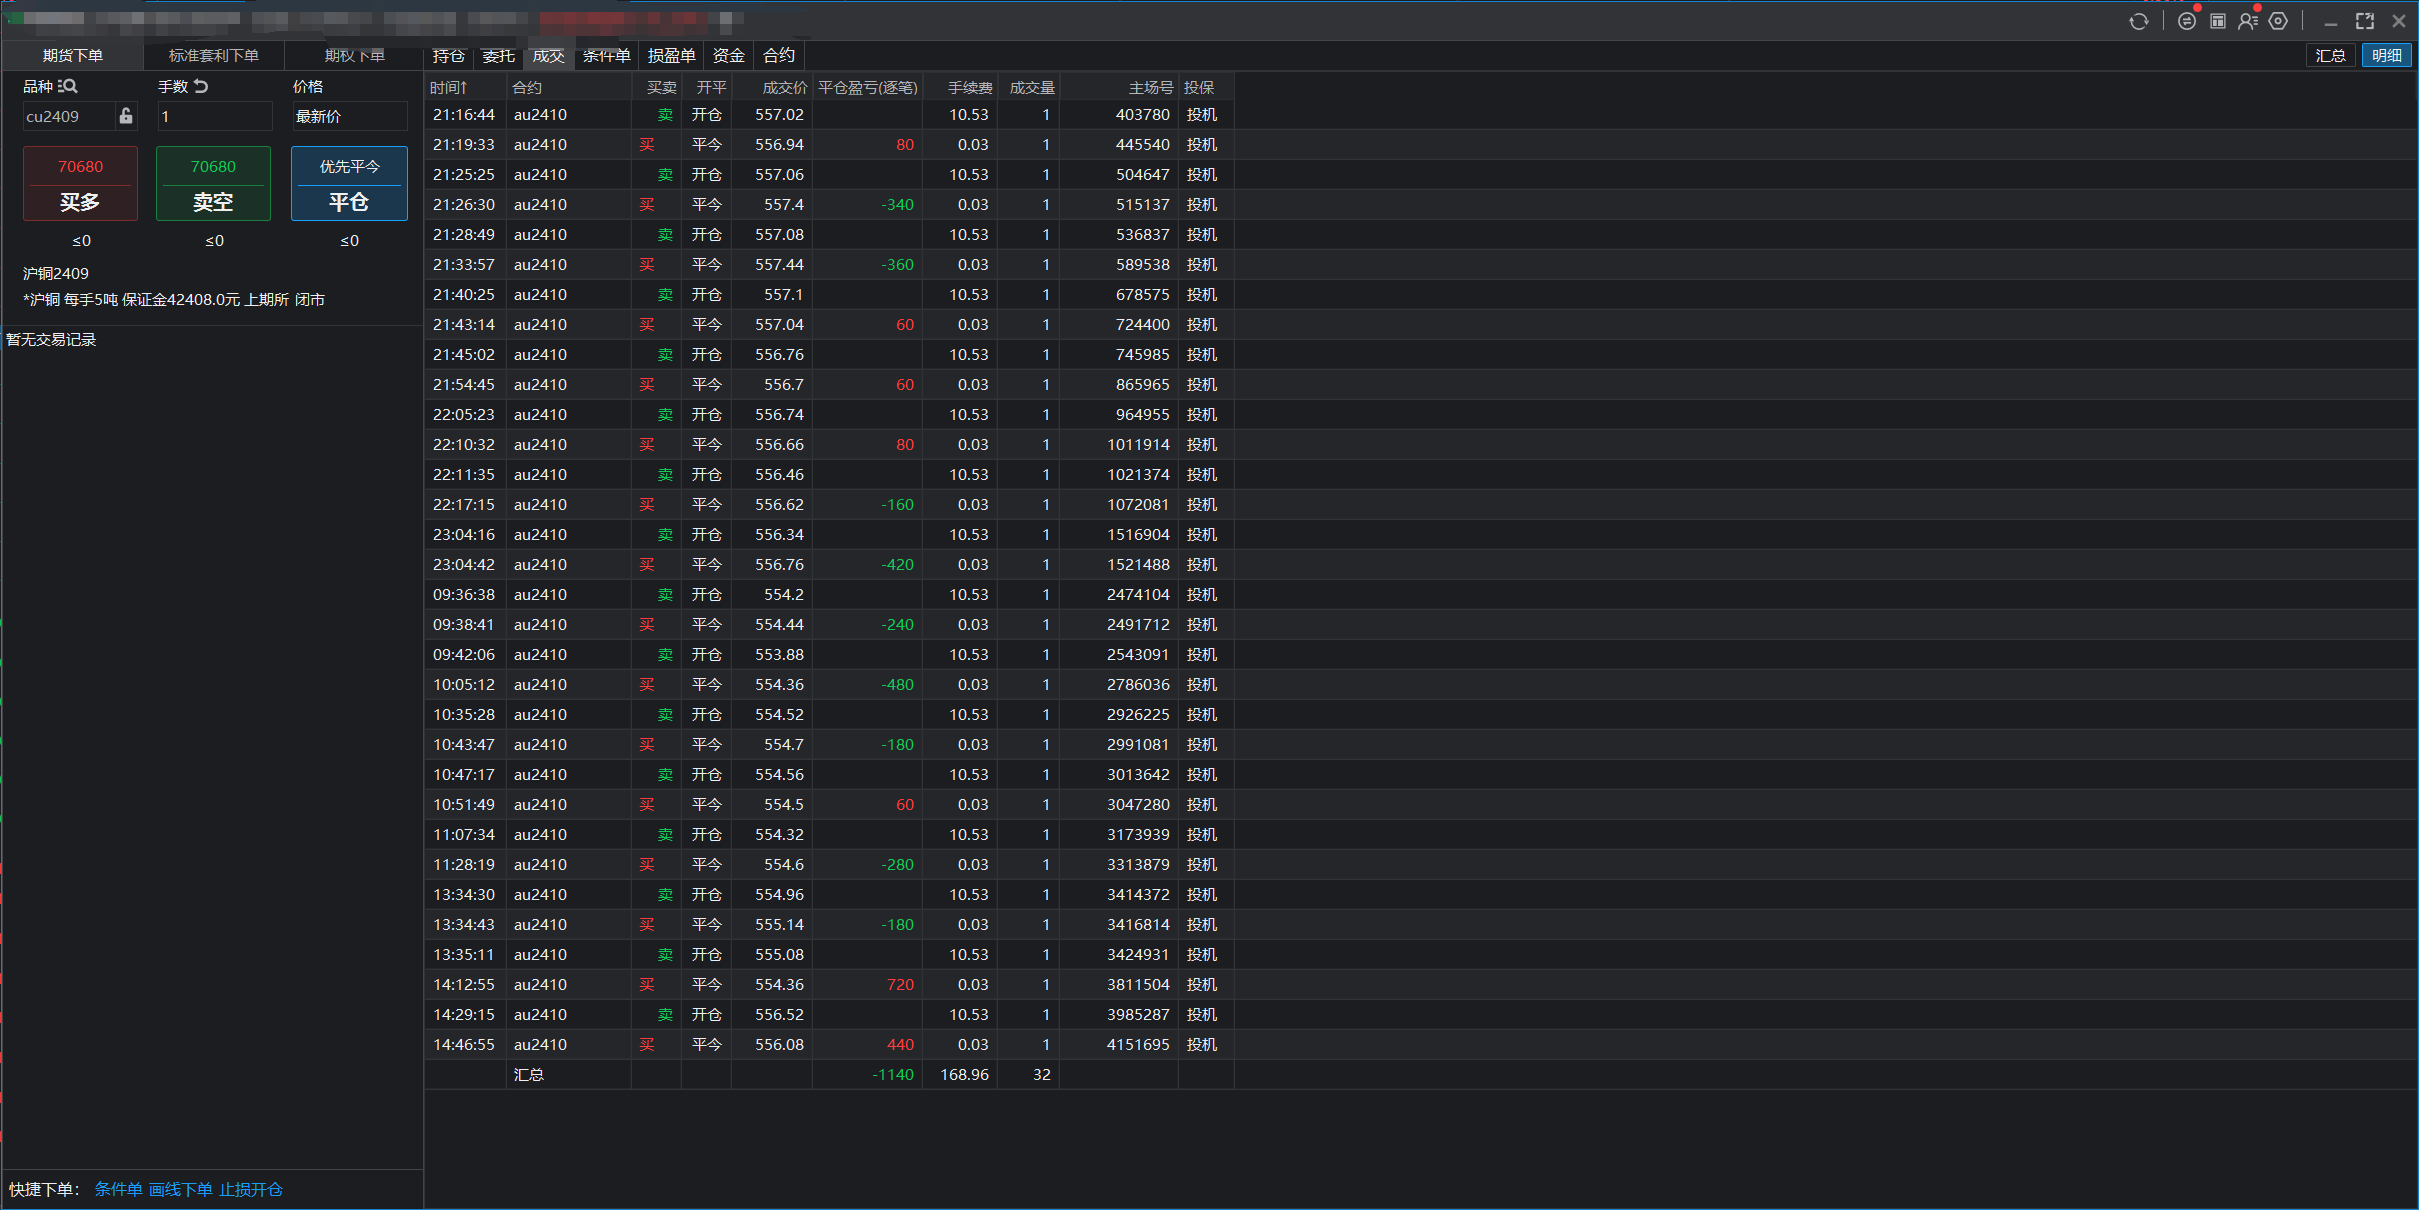 期货下单 标准套利下单 期权下单 持仓 委托 成交 条件单 损盈单 资金 合约 汇总 明细
品种 手数 价格
cu2409 1 最新价
70680 70680 优先平今
买多 卖空 平仓
≤0 ≤0 ≤0
沪铜2409
*沪铜 每手5吨 保证金42408.0元 上期所 闭市
暂无交易记录
快捷下单: 条件单 画线下单 止损开仓
时间↑ 合约 买卖 开平 成交价 平仓盈亏(逐笔) 手续费 成交量 主场号 投保
21:16:44 au2410 卖 开仓 557.02 10.53 1 403780 投机
21:19:33 au2410 买 平今 556.94 80 0.03 1 445540 投机
21:25:25 au2410 卖 开仓 557.06 10.53 1 504647 投机
21:26:30 au2410 买 平今 557.4 -340 0.03 1 515137 投机
21:28:49 au2410 卖 开仓 557.08 10.53 1 536837 投机
21:33:57 au2410 买 平今 557.44 -360 0.03 1 589538 投机
21:40:25 au2410 卖 开仓 557.1 10.53 1 678575 投机
21:43:14 au2410 买 平今 557.04 60 0.03 1 724400 投机
21:45:02 au2410 卖 开仓 556.76 10.53 1 745985 投机
21:54:45 au2410 买 平今 556.7 60 0.03 1 865965 投机
22:05:23 au2410 卖 开仓 556.74 10.53 1 964955 投机
22:10:32 au2410 买 平今 556.66 80 0.03 1 1011914 投机
22:11:35 au2410 卖 开仓 556.46 10.53 1 1021374 投机
22:17:15 au2410 买 平今 556.62 -160 0.03 1 1072081 投机
23:04:16 au2410 卖 开仓 556.34 10.53 1 1516904 投机
23:04:42 au2410 买 平今 556.76 -420 0.03 1 1521488 投机
09:36:38 au2410 卖 开仓 554.2 10.53 1 2474104 投机
09:38:41 au2410 买 平今 554.44 -240 0.03 1 2491712 投机
09:42:06 au2410 卖 开仓 553.88 10.53 1 2543091 投机
10:05:12 au2410 买 平今 554.36 -480 0.03 1 2786036 投机
10:35:28 au2410 卖 开仓 554.52 10.53 1 2926225 投机
10:43:47 au2410 买 平今 554.7 -180 0.03 1 2991081 投机
10:47:17 au2410 卖 开仓 554.56 10.53 1 3013642 投机
10:51:49 au2410 买 平今 554.5 60 0.03 1 3047280 投机
11:07:34 au2410 卖 开仓 554.32 10.53 1 3173939 投机
11:28:19 au2410 买 平今 554.6 -280 0.03 1 3313879 投机
13:34:30 au2410 卖 开仓 554.96 10.53 1 3414372 投机
13:34:43 au2410 买 平今 555.14 -180 0.03 1 3416814 投机
13:35:11 au2410 卖 开仓 555.08 10.53 1 3424931 投机
14:12:55 au2410 买 平今 554.36 720 0.03 1 3811504 投机
14:29:15 au2410 卖 开仓 556.52 10.53 1 3985287 投机
14:46:55 au2410 买 平今 556.08 440 0.03 1 4151695 投机
汇总 -1140 168.96 32